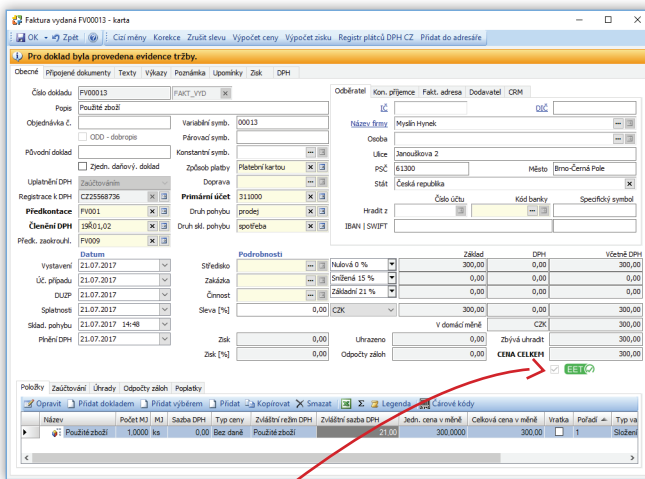 Faktura vydaná FV00013 - karta
OK Zpět Cizí měny Korekce Zrušit slevu Výpočet ceny Výpočet zisku Registr plátců DPH CZ Přidat do adresáře
Pro doklad byla provedena evidence tržby.
Obecné Připojené dokumenty Texty Výkazy Poznámka Upomínky Zisk DPH
Číslo dokladu FV00013 FAKT_VYD
Popis Použité zboží
Objednávka č. Variabilní symb. 00013
ODD - dobropis Párovací symb.
Původní doklad Konstantní symb.
Zjedn. daňový. doklad Způsob platby Platební kartou
Uplatnění DPH Zaúčtováním Doprava
Registrace k DPH CZ25568736 Primární účet 311000
Předkontace FV001 Druh pohybu prodej
Členění DPH 19Ř01,02 Druh skl. pohybu spotřeba
Předk. zaokrouhl. FV009
Odběratel Kon. příjemce Fakt. adresa Dodavatel CRM
IČ DIČ
Název firmy Myslín Hynek
Osoba
Ulice Janouškova 2
PSČ 61300 Město Brno-Černá Pole
Stát Česká republika
Číslo účtu Kód banky Specifický symbol
Hradit z
IBAN | SWIFT
Datum
Vystavení 21.07.2017
Úč. případu 21.07.2017
DUZP 21.07.2017
Splatnosti 21.07.2017
Sklad. pohybu 21.07.2017 14:48
Plnění DPH 21.07.2017
Podrobnosti
Středisko
Zakázka
Činnost
Sleva [%] 0,00
Zisk 0,00
Zisk [%] 0,00
Základ DPH Včetně DPH
Nulová 0 % 300,00 0,00 300,00
Snížená 15 % 0,00 0,00 0,00
Základní 21 % 0,00 0,00 0,00
CZK 300,00 0,00 300,00
V domácí měně CZK 300,00
Uhrazeno 0,00 Zbývá uhradit 300,00
Odpočty záloh 0,00 CENA CELKEM 300,00
EET
Položky Zaúčtování Úhrady Odpočty záloh Poplatky
Opravit Přidat dokladem Přidat výběrem Přidat Kopírovat Smazat Σ Legenda Čárové kódy
Název Počet MJ MJ Sazba DPH Typ ceny Zvláštní režim DPH Zvláštní sazba DPH Jedn. cena v měně Celková cena v měně Vratka Pořadí Typ va
Použité zboží 1,0000 ks 0,00 Bez daně Použité zboží 21,00 300,0000 300,00 1 Složení